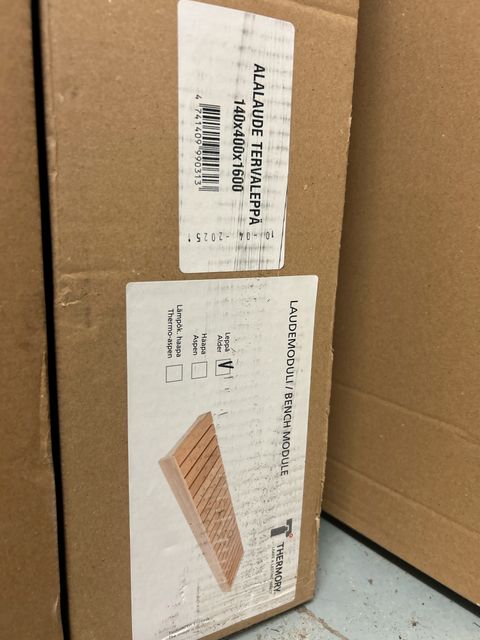 ALALAUDE TERVALEPPÄ
140x400x1600
4 741409 990313
10 -04 -2025
LAUDEMODULI / BENCH MODULE
Leppä
Alder
Haapa
Aspen
Lämpök. haapa
Thermo-aspen
THERMORY